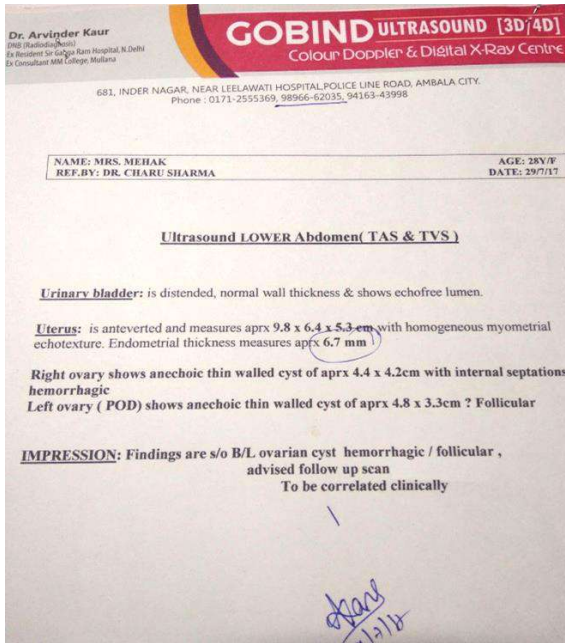 Dr. Arvinder Kaur
DNB (Radiodiagnosis)
Ex Resident Sir Ganga Ram Hospital, N.Delhi
Ex Consultant MM College, Mullana
GOBIND ULTRASOUND [3D/4D]
Colour Doppler & Digital X-Ray Centre
681, INDER NAGAR, NEAR LEELAWATI HOSPITAL,POLICE LINE ROAD, AMBALA CITY.
Phone : 0171-2555369, 98966-62035, 94163-43998
NAME: MRS. MEHAK AGE: 28Y/F
REF.BY: DR. CHARU SHARMA DATE: 29/7/17
Ultrasound LOWER Abdomen( TAS & TVS )
Urinary bladder: is distended, normal wall thickness & shows echofree lumen.
Uterus: is anteverted and measures aprx 9.8 x 6.4 x 5.3 cm with homogeneous myometrial
echotexture. Endometrial thickness measures aprx 6.7 mm
Right ovary shows anechoic thin walled cyst of aprx 4.4 x 4.2cm with internal septations
hemorrhagic
Left ovary ( POD) shows anechoic thin walled cyst of aprx 4.8 x 3.3cm ? Follicular
IMPRESSION: Findings are s/o B/L ovarian cyst hemorrhagic / follicular ,
advised follow up scan
To be correlated clinically